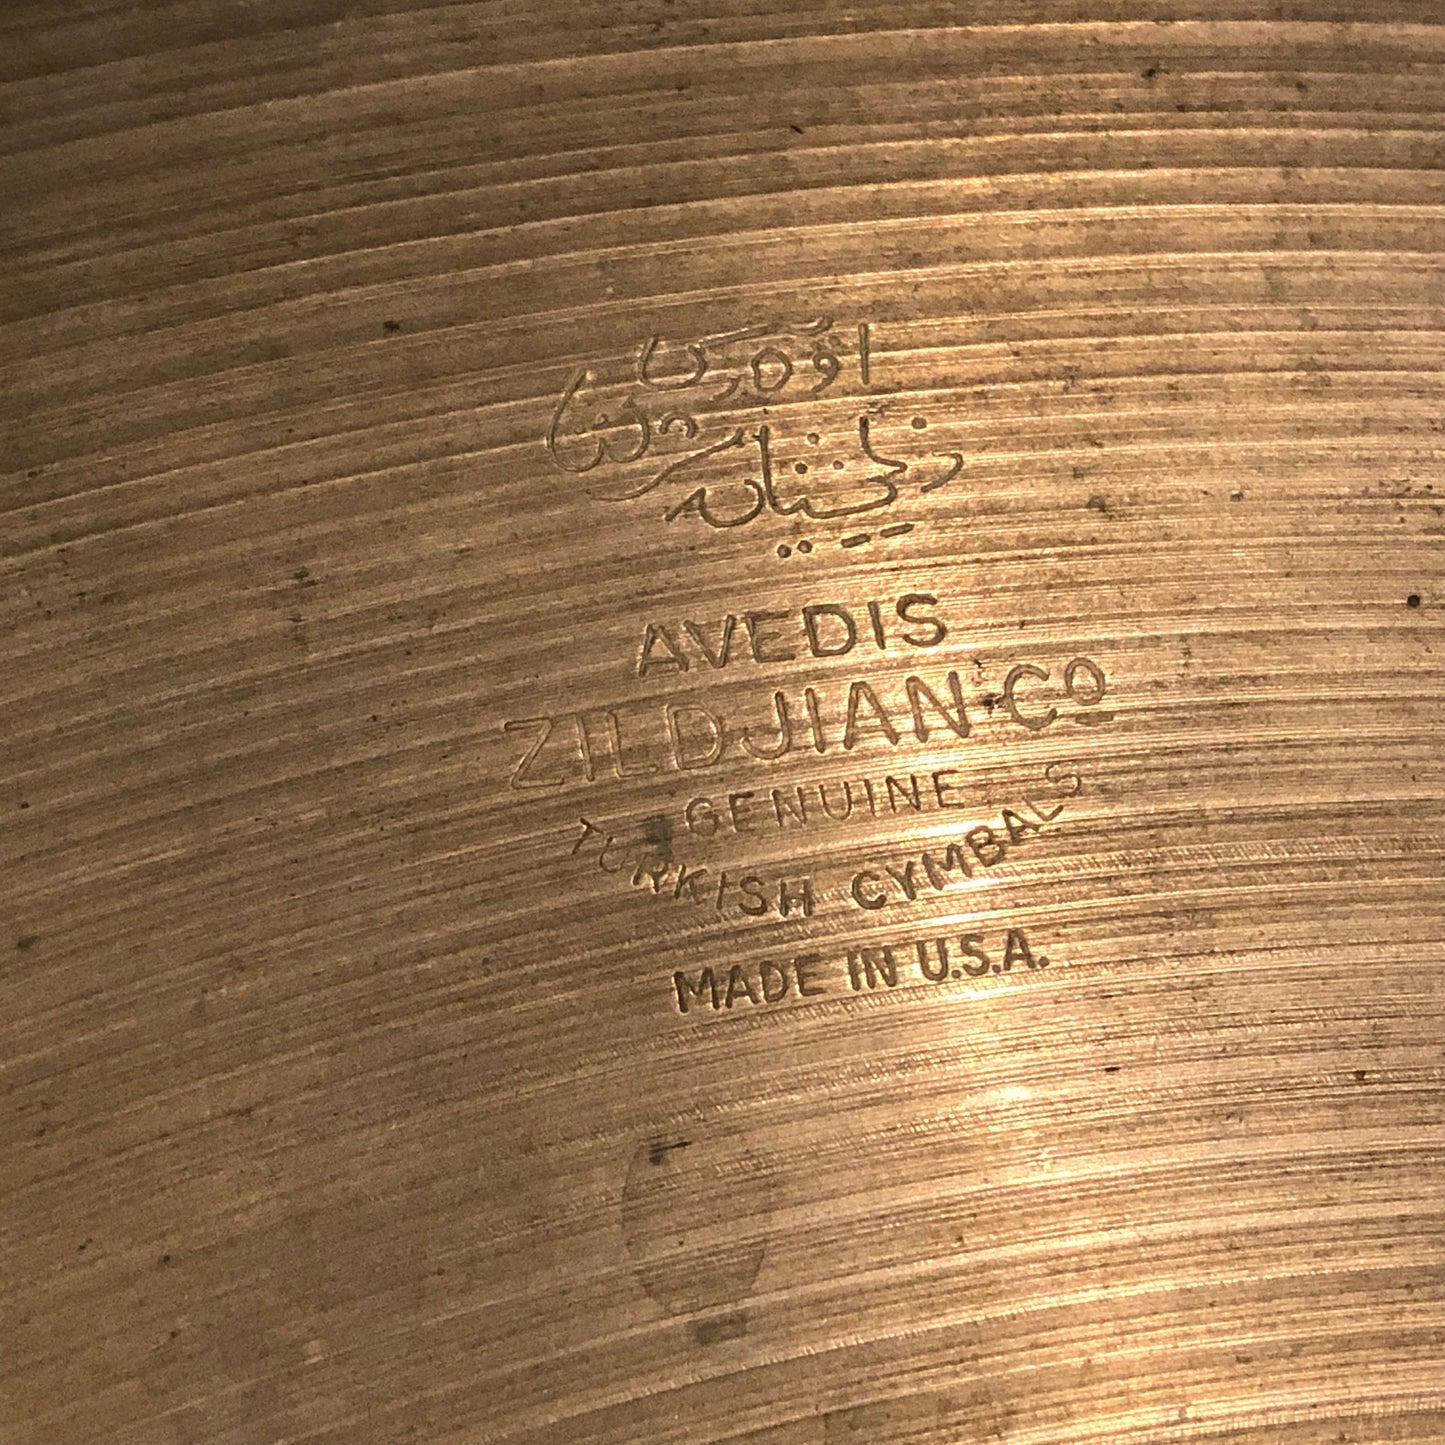 AVEDIS
ZILDJIAN CO
GENUINE
TURKISH CYMBALS
MADE IN U.S.A.